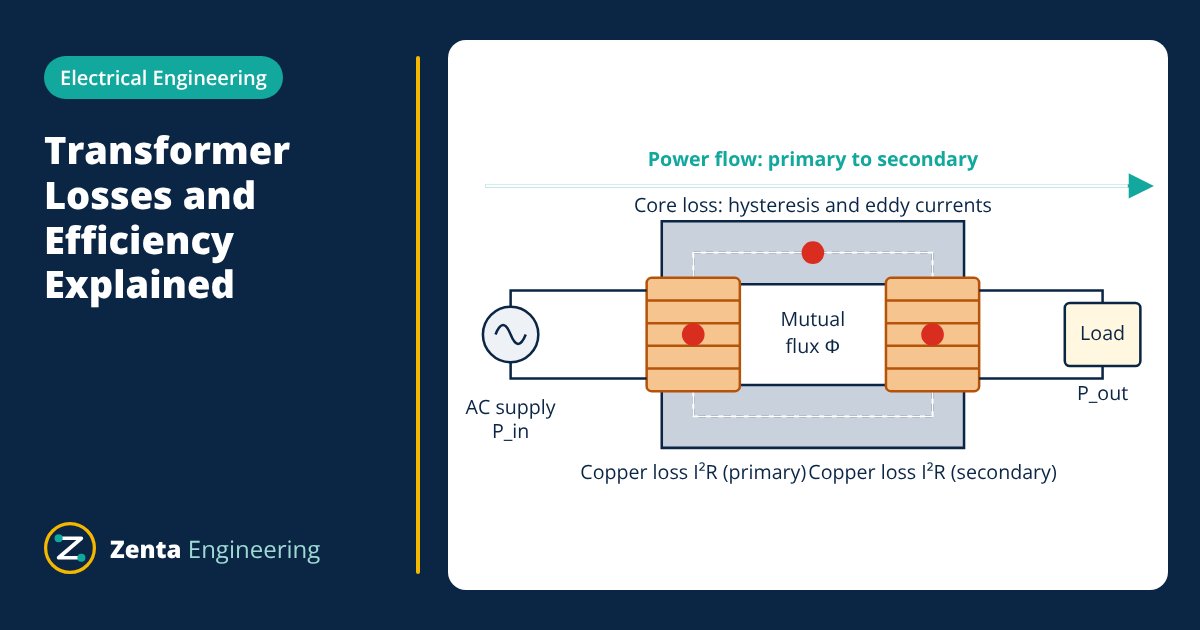 Electrical Engineering
Transformer
Losses and
Efficiency
Explained
Zenta Engineering
Power flow: primary to secondary
Core loss: hysteresis and eddy currents
Mutual
flux Φ
AC supply
P_in
Load
P_out
Copper loss I²R (primary)
Copper loss I²R (secondary)